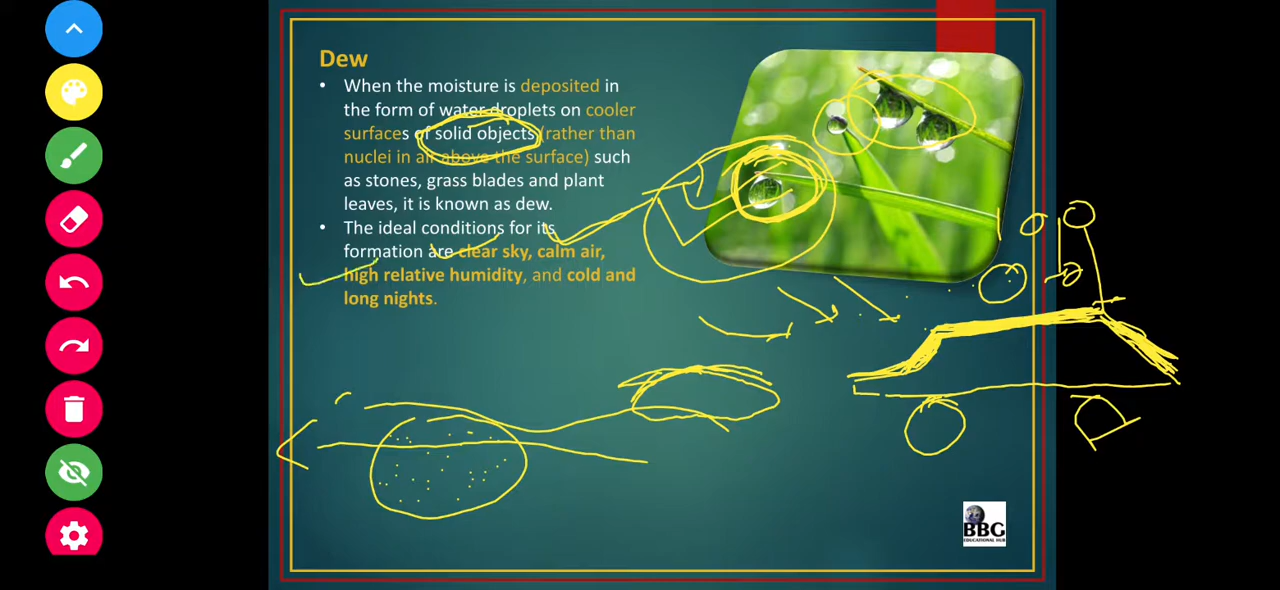 Dew
• When the moisture is deposited in
the form of water droplets on cooler
surfaces of solid objects (rather than
nuclei in air above the surface) such
as stones, grass blades and plant
leaves, it is known as dew.
• The ideal conditions for its
formation are clear sky, calm air,
high relative humidity, and cold and
long nights.
BBG
EDUCATIONAL HUB